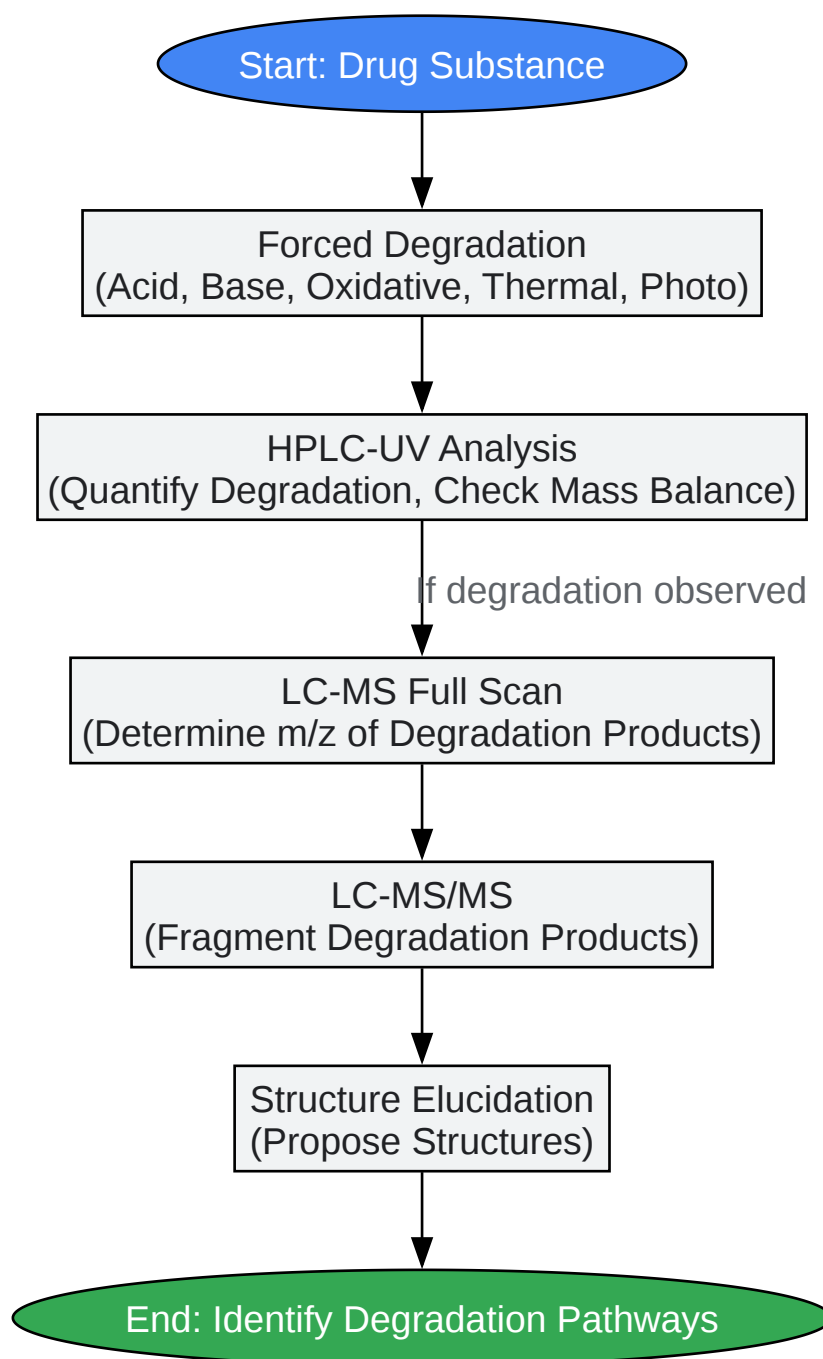 Start: Drug Substance
Forced Degradation
(Acid, Base, Oxidative, Thermal, Photo)
HPLC-UV Analysis
(Quantify Degradation, Check Mass Balance)
If degradation observed
LC-MS Full Scan
(Determine m/z of Degradation Products)
LC-MS/MS
(Fragment Degradation Products)
Structure Elucidation
(Propose Structures)
End: Identify Degradation Pathways